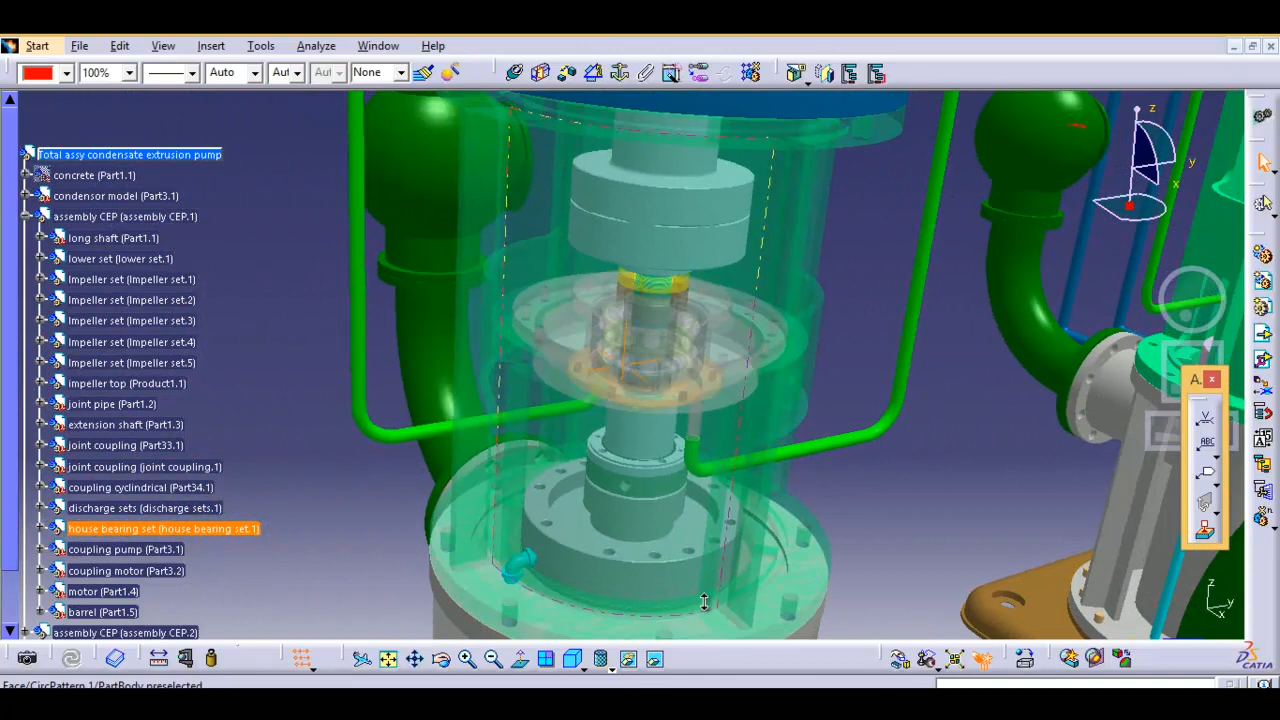 Start File Edit View Insert Tools Analyze Window Help
100% Auto Aut Aut None
Total assy condensate extrusion pump
concrete (Part1.1)
condensor model (Part3.1)
assembly CEP (assembly CEP.1)
long shaft (Part1.1)
lower set (lower set.1)
Impeller set (Impeller set.1)
Impeller set (Impeller set.2)
Impeller set (Impeller set.3)
Impeller set (Impeller set.4)
Impeller set (Impeller set.5)
impeller top (Product1.1)
joint pipe (Part1.2)
extension shaft (Part1.3)
joint coupling (Part33.1)
joint coupling (joint coupling.1)
coupling cyclindrical (Part34.1)
discharge sets (discharge sets.1)
house bearing set (house bearing set.1)
coupling pump (Part3.1)
coupling motor (Part3.2)
motor (Part1.5)
barrel (Part1.5)
assembly CEP (assembly CEP.2)
z
y
x
A.. x
ABC
z
y
x
CATIA
Face/CircPattern.1/PartBody preselected